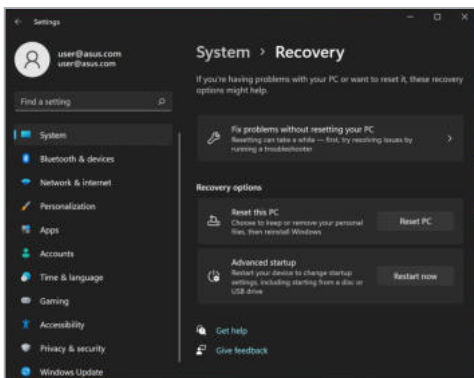 Settings
user@asus.com
user@asus.com
Find a setting
System
Bluetooth & devices
Network & internet
Personalization
Apps
Accounts
Time & language
Gaming
Accessibility
Privacy & security
Windows Update
System > Recovery
If you're having problems with your PC or want to reset it, these recovery
options might help.
Fix problems without resetting your PC
Resetting can take a while — first, try resolving issues by
running a troubleshooter
Recovery options
Reset this PC
Choose to keep or remove your personal
files, then reinstall Windows
Reset PC
Advanced startup
Restart your device to change startup
settings, including starting from a disc or
USB drive
Restart now
Get help
Give feedback